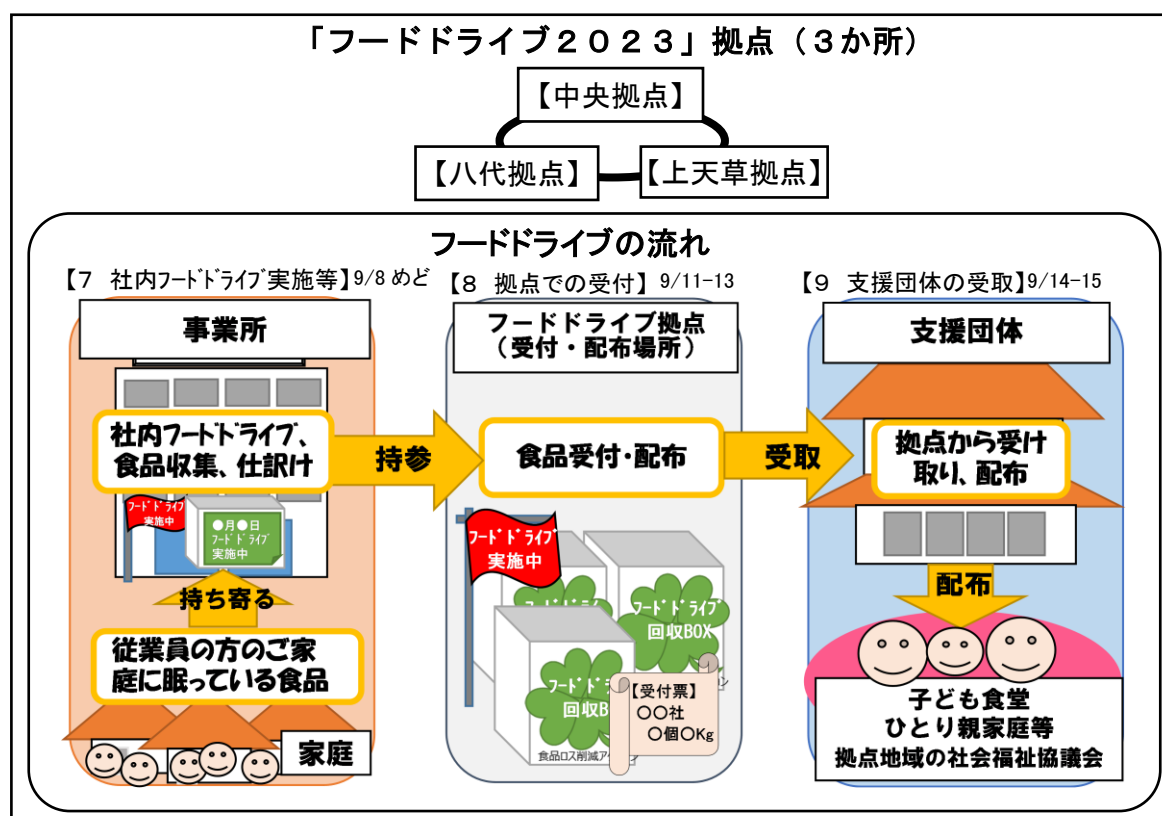 「フードドライブ２０２３」拠点（３か所）
【中央拠点】
【八代拠点】
【上天草拠点】
フードドライブの流れ
【７　社内ﾌｰﾄﾞﾄﾞﾗｲﾌﾞ実施等】9/8 めど
【８　拠点での受付】 9/11-13
【９　支援団体の受取】9/14-15
事業所
社内フードドライブ、
食品収集、仕訳け
フードドライブ
実施中
●月●日
フードドライブ
実施中
持ち寄る
従業員の方のご家
庭に眠っている食品
家庭
持参
フードドライブ拠点
（受付・配布場所）
食品受付・配布
フードドライブ
実施中
フードドライブ
回収BOX
フードドライ
回収B
食品ロス削減ア
【受付票】
〇〇社
〇個〇Kg
受取
支援団体
拠点から受け
取り、配布
配布
子ども食堂
ひとり親家庭等
拠点地域の社会福祉協議会